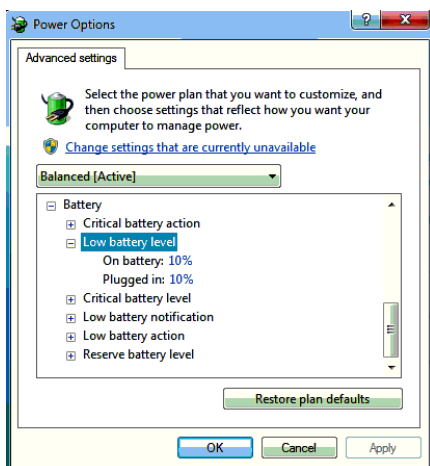 Power Options
Advanced settings
Select the power plan that you want to customize, and
then choose settings that reflect how you want your
computer to manage power.
Change settings that are currently unavailable
Balanced [Active]
Battery
Critical battery action
Low battery level
On battery: 10%
Plugged in: 10%
Critical battery level
Low battery notification
Low battery action
Reserve battery level
Restore plan defaults
OK Cancel Apply